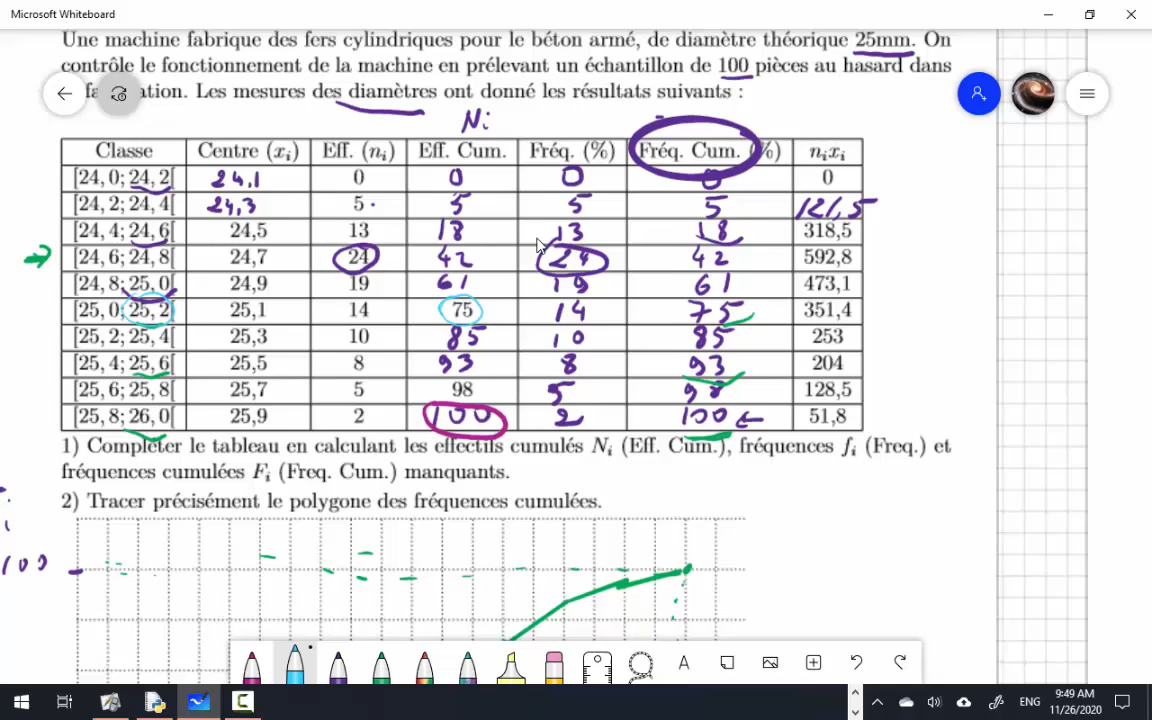 Microsoft Whiteboard
Une machine fabrique des fers cylindriques pour le béton armé, de diamètre théorique 25mm. On
contrôle le fonctionnement de la machine en prélevant un échantillon de 100 pièces au hasard dans
ation. Les mesures des diamètres ont donné les résultats suivants :
Ni
Classe Centre (xi) Eff. (ni) Eff. Cum. Fréq. (%) Fréq. Cum. (%) nixi
[24, 0; 24, 2[ 24,1 0 0 0 0 0
[24, 2; 24, 4[ 24,3 5 5 5 5 121,5
[24, 4; 24, 6[ 24,5 13 18 13 18 318,5
[24, 6; 24, 8[ 24,7 24 42 24 42 592,8
[24, 8; 25, 0[ 24,9 19 61 19 61 473,1
[25, 0; 25, 2[ 25,1 14 75 14 75 351,4
[25, 2; 25, 4[ 25,3 10 85 10 85 253
[25, 4; 25, 6[ 25,5 8 93 8 93 204
[25, 6; 25, 8[ 25,7 5 98 5 98 128,5
[25, 8; 26, 0[ 25,9 2 100 2 100 51,8
1) Compléter le tableau en calculant les effectifs cumulés Ni (Eff. Cum.), fréquences fi (Freq.) et
fréquences cumulées Fi (Freq. Cum.) manquants.
2) Tracer précisément le polygone des fréquences cumulées.
100
ENG
9:49 AM
11/26/2020